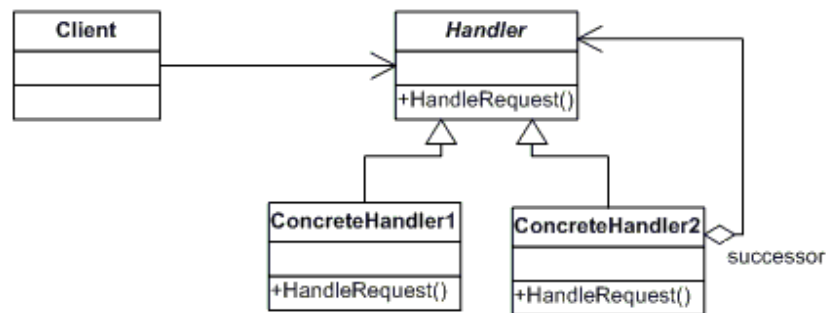 Client
Handler
+HandleRequest()
ConcreteHandler1
+HandleRequest()
ConcreteHandler2
+HandleRequest()
successor